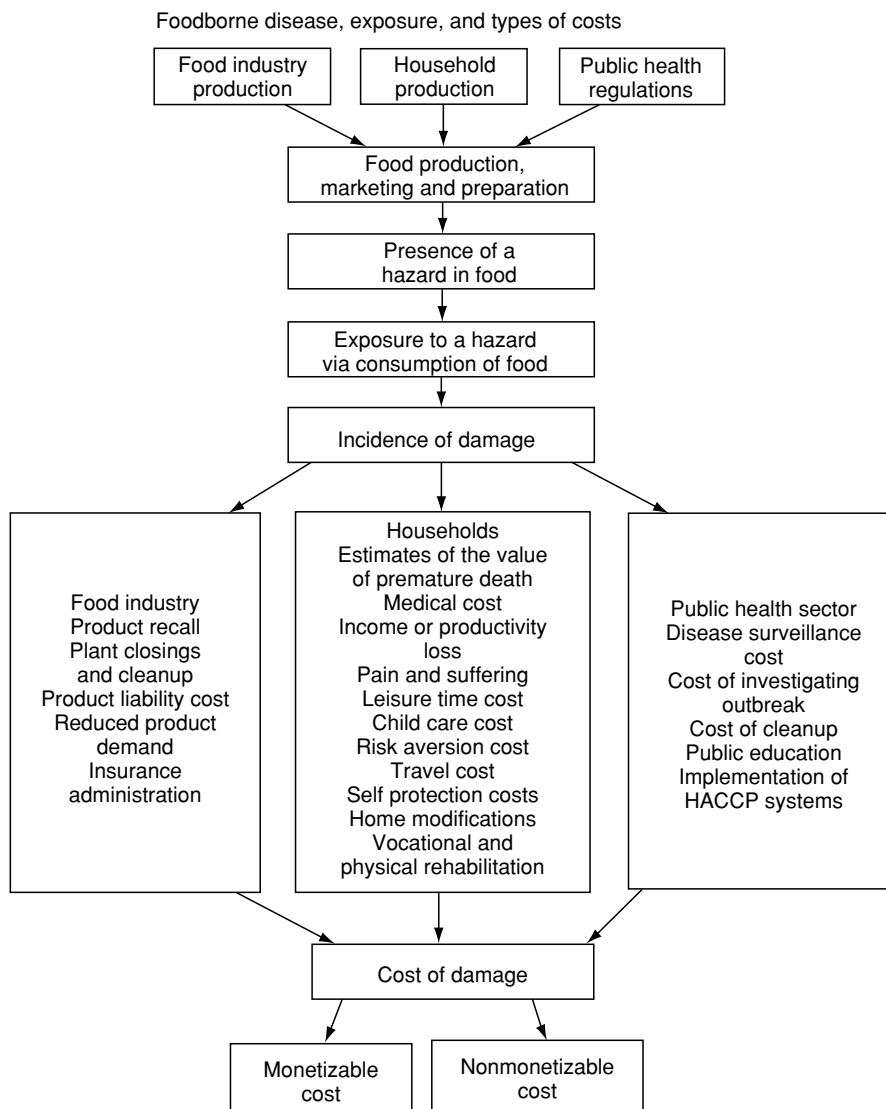 Foodborne disease, exposure, and types of costs
Food industry
production
Household
production
Public health
regulations
Food production,
marketing and preparation
Presence of a
hazard in food
Exposure to a hazard
via consumption of food
Incidence of damage
Food industry
Product recall
Plant closings
and cleanup
Product liability cost
Reduced product
demand
Insurance
administration
Households
Estimates of the value
of premature death
Medical cost
Income or productivity
loss
Pain and suffering
Leisure time cost
Child care cost
Risk aversion cost
Travel cost
Self protection costs
Home modifications
Vocational and
physical rehabilitation
Public health sector
Disease surveillance
cost
Cost of investigating
outbreak
Cost of cleanup
Public education
Implementation of
HACCP systems
Cost of damage
Monetizable
cost
Nonmonetizable
cost